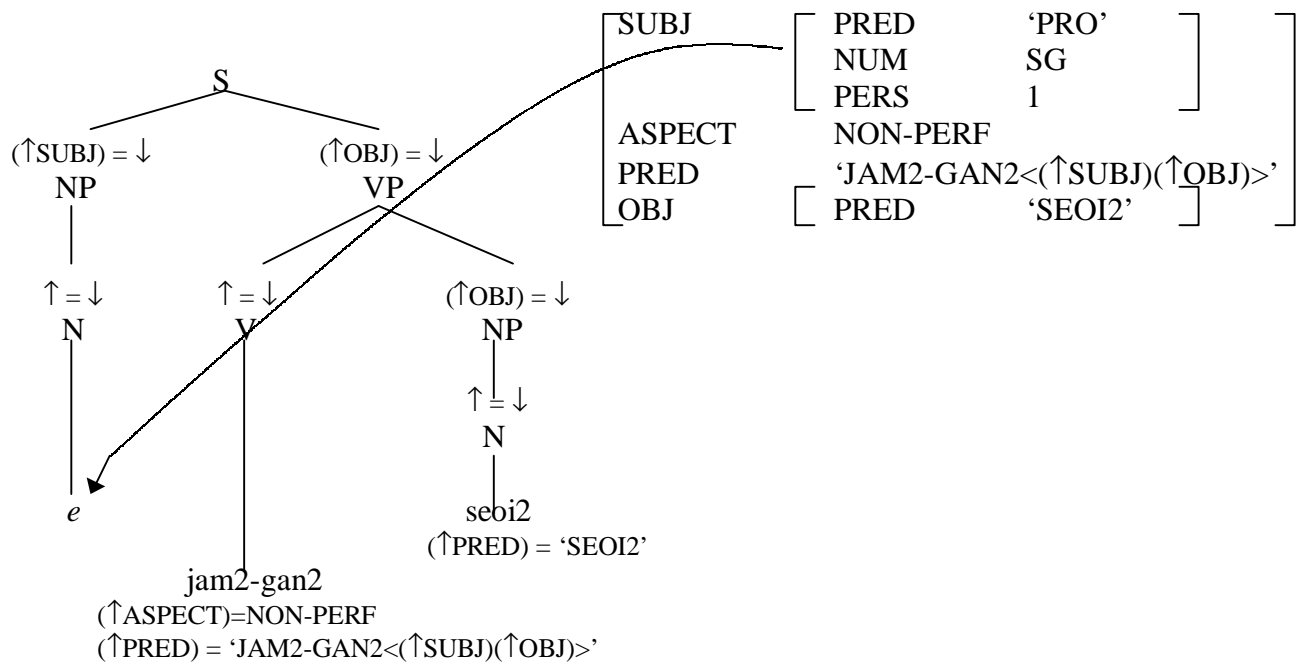 SUBJ PRED ‘PRO’
NUM SG
PERS 1
ASPECT NON-PERF
PRED ‘JAM2-GAN2<(↑SUBJ)(↑OBJ)>’
OBJ PRED ‘SEOI2’
S
(↑SUBJ) = ↓ (↑OBJ) = ↓
NP VP
↑ = ↓ ↑ = ↓ (↑OBJ) = ↓
N V NP
↑ = ↓
N
e seoi2
(↑PRED) = ‘SEOI2’
jam2-gan2
(↑ASPECT)=NON-PERF
(↑PRED) = ‘JAM2-GAN2<(↑SUBJ)(↑OBJ)>’